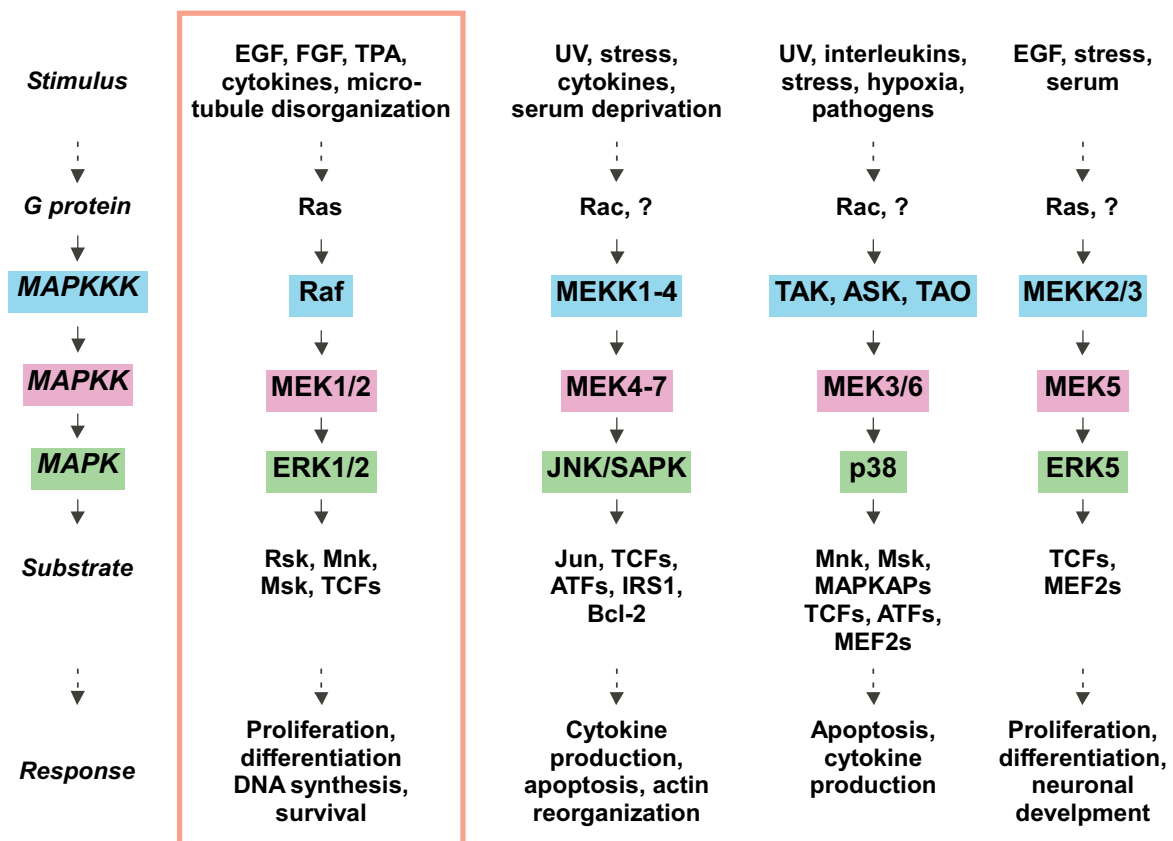 Stimulus
EGF, FGF, TPA,
cytokines, micro-
tubule disorganization
UV, stress,
cytokines,
serum deprivation
UV, interleukins,
stress, hypoxia,
pathogens
EGF, stress,
serum
G protein
Ras
Rac, ?
Rac, ?
Ras, ?
MAPKKK
Raf
MEKK1-4
TAK, ASK, TAO
MEKK2/3
MAPKK
MEK1/2
MEK4-7
MEK3/6
MEK5
MAPK
ERK1/2
JNK/SAPK
p38
ERK5
Substrate
Rsk, Mnk,
Msk, TCFs
Jun, TCFs,
ATFs, IRS1,
Bcl-2
Mnk, Msk,
MAPKAPs
TCFs, ATFs,
MEF2s
TCFs,
MEF2s
Response
Proliferation,
differentiation
DNA synthesis,
survival
Cytokine
production,
apoptosis, actin
reorganization
Apoptosis,
cytokine
production
Proliferation,
differentiation,
neuronal
develpment